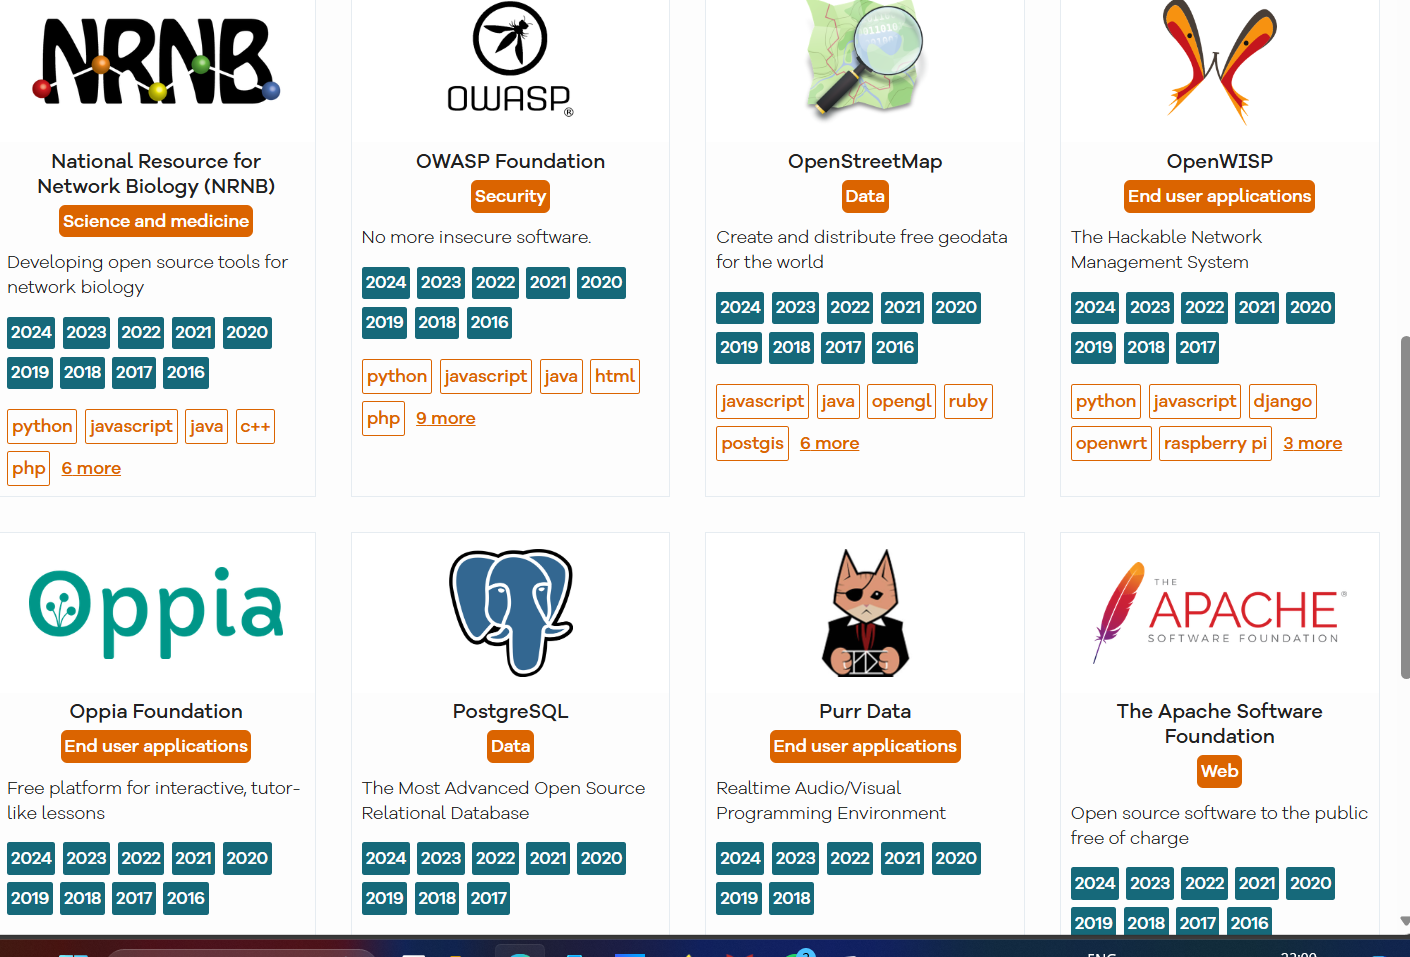 NRNB
National Resource for
Network Biology (NRNB)
Science and medicine
Developing open source tools for
network biology
2024 2023 2022 2021 2020
2019 2018 2017 2016
python javascript java c++
php 6 more
OWASP®
OWASP Foundation
Security
No more insecure software.
2024 2023 2022 2021 2020
2019 2018 2016
python javascript java html
php 9 more
OpenStreetMap
Data
Create and distribute free geodata
for the world
2024 2023 2022 2021 2020
2019 2018 2017 2016
javascript java opengl ruby
postgis 6 more
W
OpenWISP
End user applications
The Hackable Network
Management System
2024 2023 2022 2021 2020
2019 2018 2017
python javascript django
openwrt raspberry pi 3 more
Oppia
Oppia Foundation
End user applications
Free platform for interactive, tutor-
like lessons
2024 2023 2022 2021 2020
2019 2018 2017 2016
PostgreSQL
Data
The Most Advanced Open Source
Relational Database
2024 2023 2022 2021 2020
2019 2018 2017
Purr Data
End user applications
Realtime Audio/Visual
Programming Environment
2024 2023 2022 2021 2020
2019 2018
THE
APACHE®
SOFTWARE FOUNDATION
The Apache Software
Foundation
Web
Open source software to the public
free of charge
2024 2023 2022 2021 2020
2019 2018 2017 2016
ENG